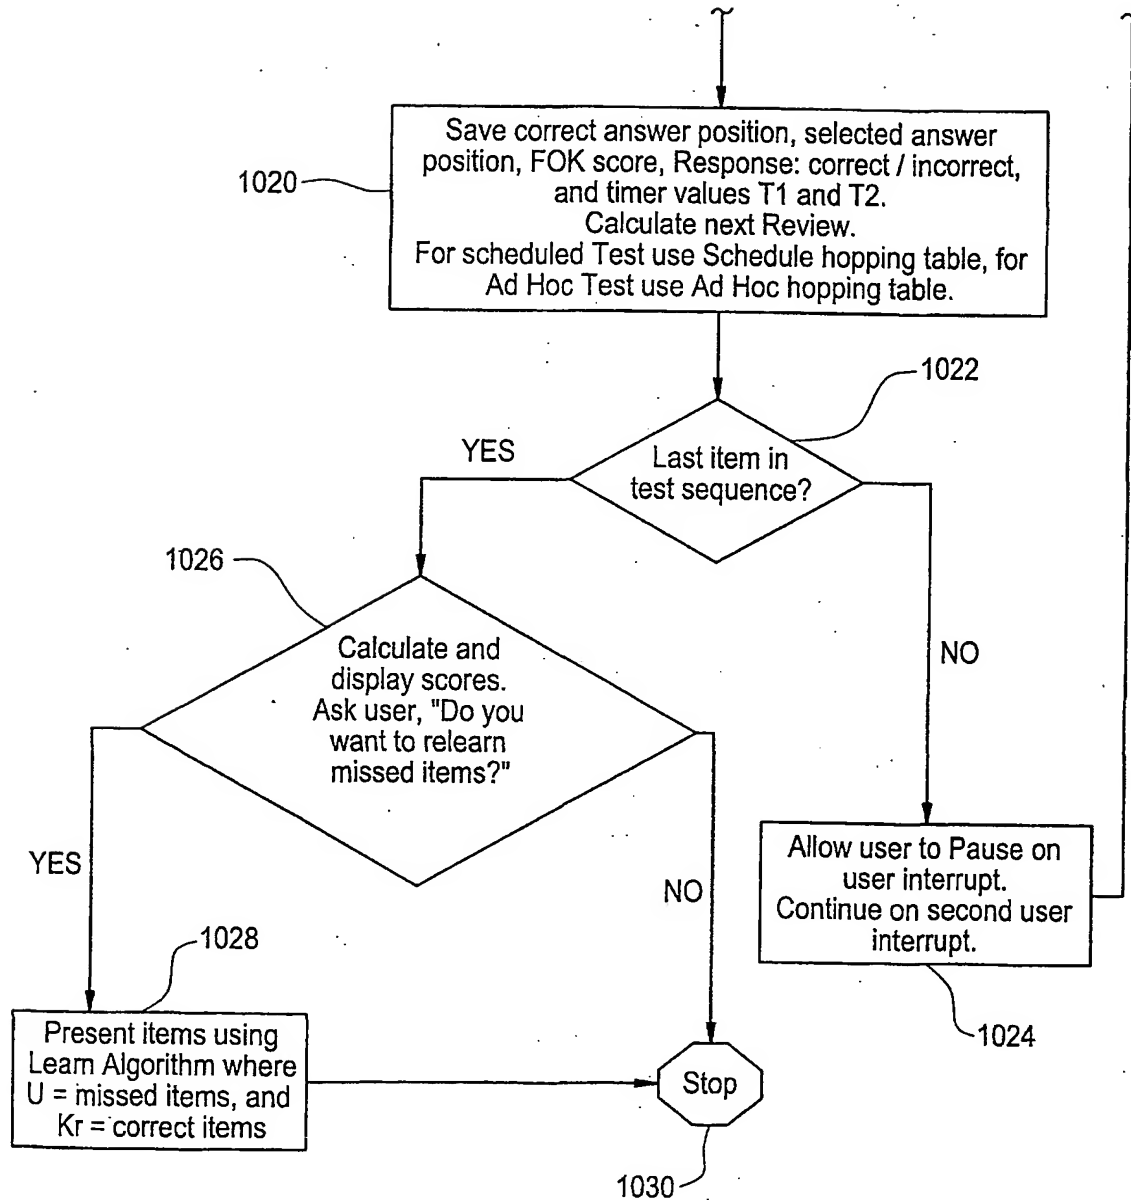 Save correct answer position, selected answer
position, FOK score, Response: correct / incorrect,
and timer values T1 and T2.
Calculate next Review.
For scheduled Test use Schedule hopping table, for
Ad Hoc Test use Ad Hoc hopping table.
1020
1022
YES
Last item in
test sequence?
1026
NO
Calculate and
display scores.
Ask user, "Do you
want to relearn
missed items?"
YES
NO
Allow user to Pause on
user interrupt.
Continue on second user
interrupt.
1024
1028
Present items using
Learn Algorithm where
U = missed items, and
Kr = correct items
Stop
1030